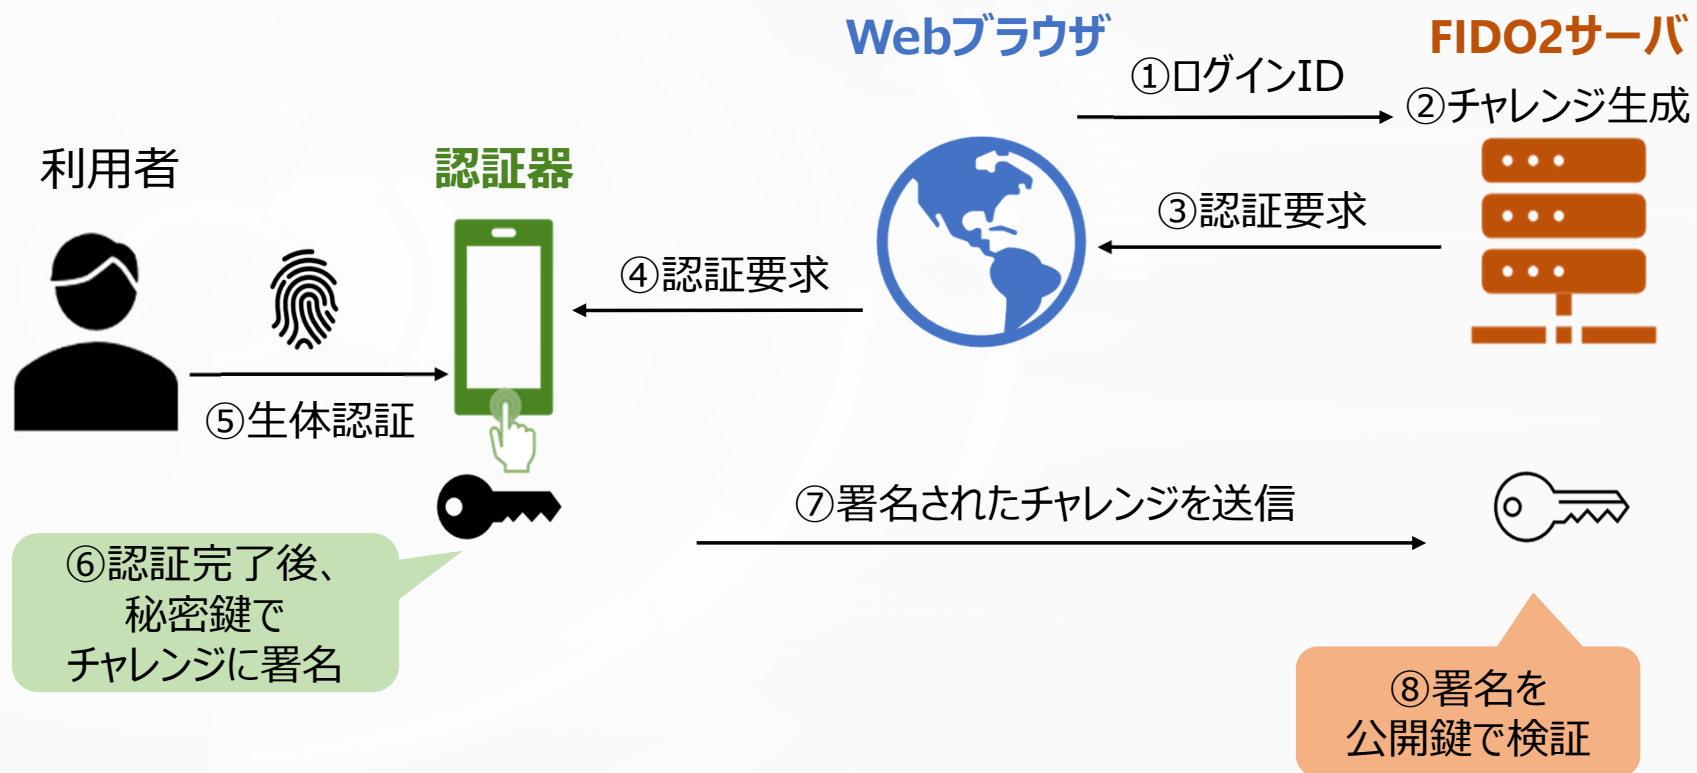 Webブラウザ
FIDO2サーバ
①ログインID
②チャレンジ生成
利用者
認証器
③認証要求
④認証要求
⑤生体認証
⑦署名されたチャレンジを送信
⑥認証完了後、
秘密鍵で
チャレンジに署名
⑧署名を
公開鍵で検証